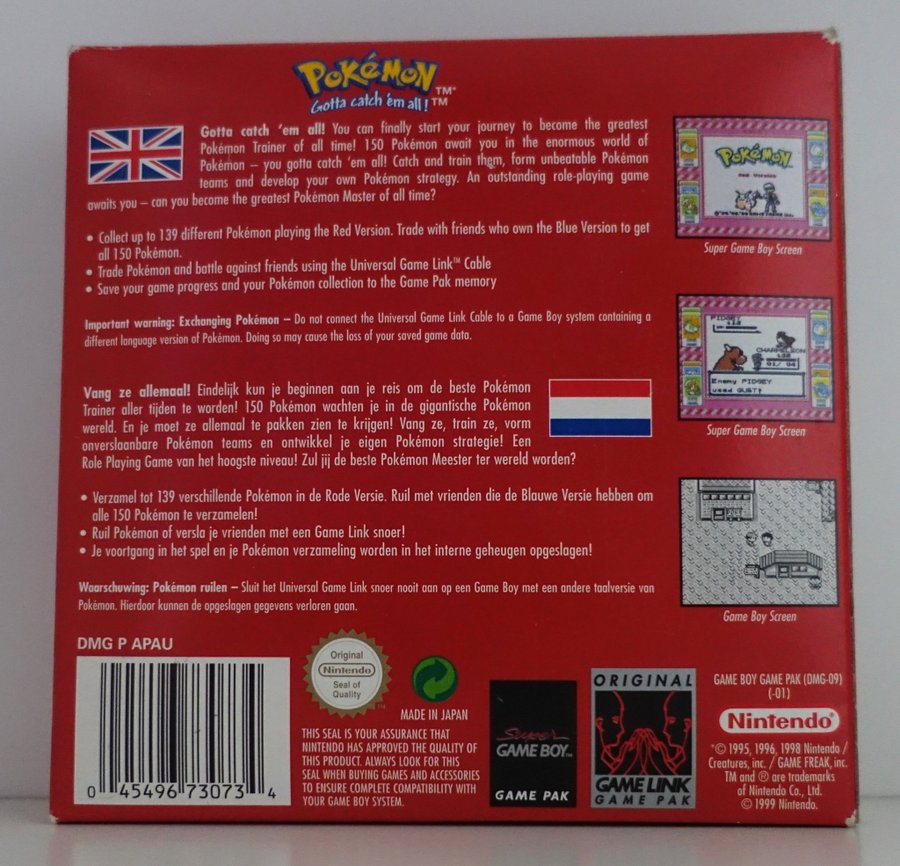 POKéMON™
Gotta catch 'em all!™
Gotta catch 'em all! You can finally start your journey to become the greatest
Pokémon Trainer of all time! 150 Pokémon await you in the enormous world of
Pokémon – you gotta catch 'em all! Catch and train them, form unbeatable Pokémon
teams and develop your own Pokémon strategy. An outstanding role-playing game
awaits you – can you become the greatest Pokémon Master of all time?
• Collect up to 139 different Pokémon playing the Red Version. Trade with friends who own the Blue Version to get
all 150 Pokémon.
• Trade Pokémon and battle against friends using the Universal Game Link™ Cable
• Save your game progress and your Pokémon collection to the Game Pak memory
Important warning: Exchanging Pokémon – Do not connect the Universal Game Link Cable to a Game Boy system containing a
different language version of Pokémon. Doing so may cause the loss of your saved game data.
Vang ze allemaal! Eindelijk kun je beginnen aan je reis om de beste Pokémon
Trainer aller tijden te worden! 150 Pokémon wachten je in de gigantische Pokémon
wereld. En je moet ze allemaal te pakken zien te krijgen! Vang ze, train ze, vorm
onverslaanbare Pokémon teams en ontwikkel je eigen Pokémon strategie! Een
Role Playing Game van het hoogste niveau! Zul jij de beste Pokémon Meester ter wereld worden?
• Verzamel tot 139 verschillende Pokémon in de Rode Versie. Ruil met vrienden die de Blauwe Versie hebben om
alle 150 Pokémon te verzamelen!
• Ruil Pokémon of versla je vrienden met een Game Link snoer!
• Je voortgang in het spel en je Pokémon verzameling worden in het interne geheugen opgeslagen!
Waarschuwing: Pokémon ruilen – Sluit het Universal Game Link snoer nooit aan op een Game Boy met een andere taalversie van
Pokémon. Hierdoor kunnen de opgeslagen gegevens verloren gaan.
POKéMON
Red Version
Super Game Boy Screen
PIDGEY
CHARMELEON
Enemy PIDGEY
used GUST!
Super Game Boy Screen
POKé
Game Boy Screen
DMG P APAU
0 45496 73073 4
Original
Nintendo
Seal of
Quality
TM
MADE IN JAPAN
THIS SEAL IS YOUR ASSURANCE THAT
NINTENDO HAS APPROVED THE QUALITY OF
THIS PRODUCT. ALWAYS LOOK FOR THIS
SEAL WHEN BUYING GAMES AND ACCESSORIES
TO ENSURE COMPLETE COMPATIBILITY WITH
YOUR GAME BOY SYSTEM.
Super
GAME BOY™
GAME PAK
ORIGINAL
GAME LINK
GAME PAK
GAME BOY GAME PAK (DMG-09)
(-01)
Nintendo®
©1995, 1996, 1998 Nintendo /
Creatures, inc. / GAME FREAK, inc.
TM and ® are trademarks
of Nintendo Co., Ltd.
© 1999 Nintendo.